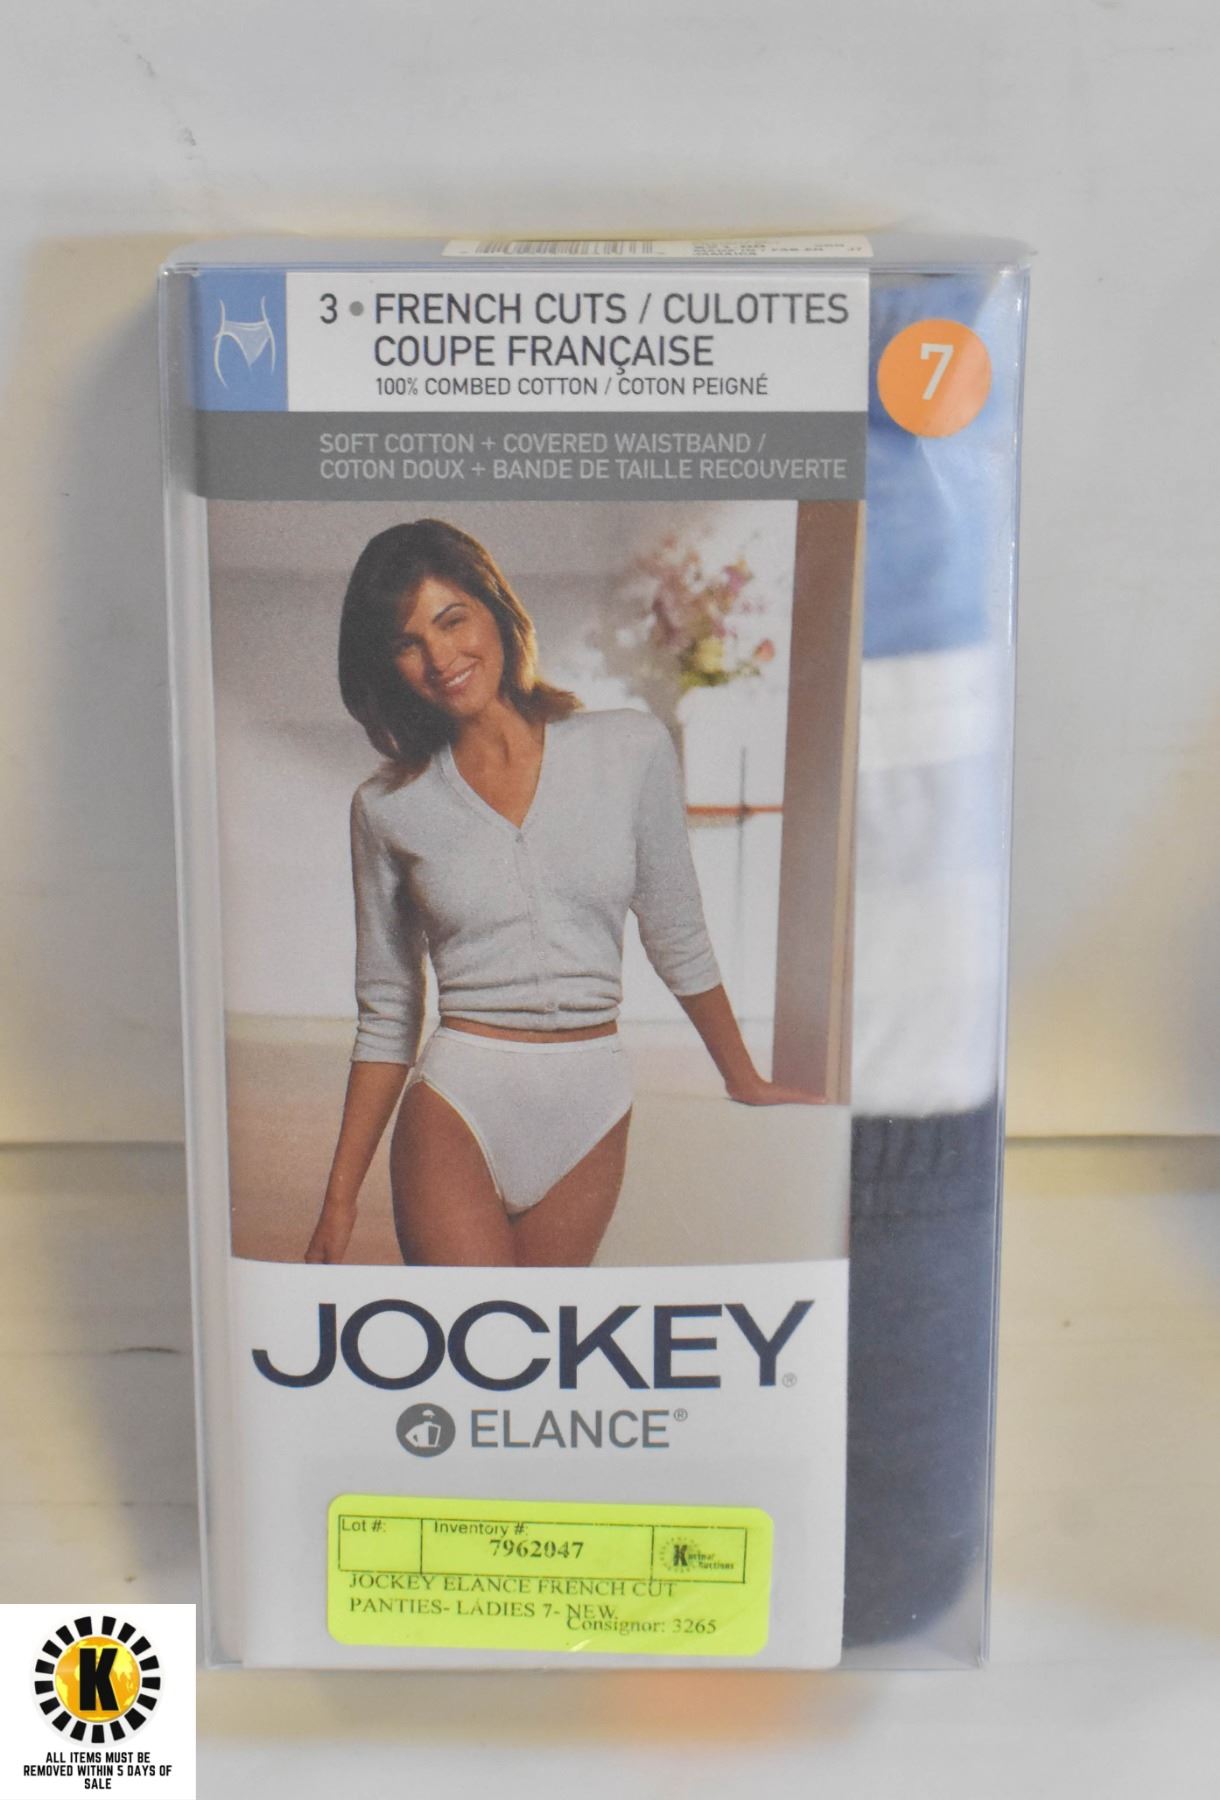 3 • FRENCH CUTS / CULOTTES
COUPE FRANÇAISE
100% COMBED COTTON / COTON PEIGNÉ
7
SOFT COTTON + COVERED WAISTBAND /
COTON DOUX + BANDE DE TAILLE RECOUVERTE
JOCKEY®
ELANCE®
Lot #: Inventory #:
7962047
JOCKEY ELANCE FRENCH CUT
PANTIES- LADIES 7- NEW.
Consignor: 3265
K
ALL ITEMS MUST BE
REMOVED WITHIN 5 DAYS OF
SALE